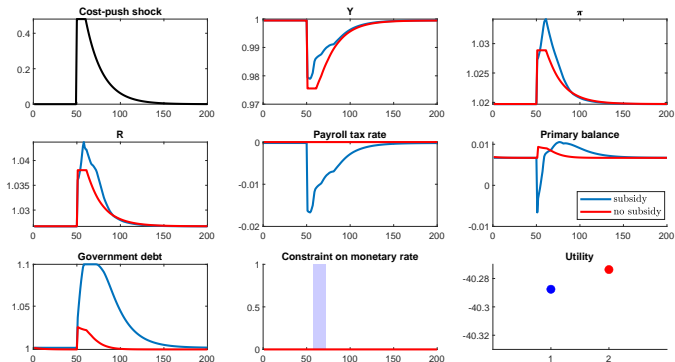 Cost-push shock
0.4
0.2
0
0 50 100 150 200
Y
1
0.99
0.98
0.97
0 50 100 150 200
π
1.03
1.025
1.02
0 50 100 150 200
R
1.04
1.035
1.03
0 50 100 150 200
Payroll tax rate
0
-0.01
-0.02
0 50 100 150 200
Primary balance
0.01
0
-0.01
0 50 100 150 200
subsidy
no subsidy
Government debt
1.1
1.05
1
0 50 100 150 200
Constraint on monetary rate
1
0.5
0
0 50 100 150 200
Utility
-40.28
-40.3
-40.32
1 2